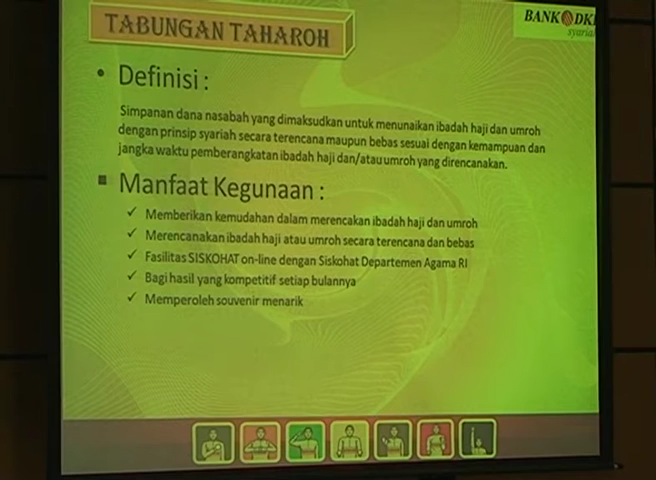 TABUNGAN TAHAROH
BANK DKI
syariah
• Definisi :
Simpanan dana nasabah yang dimaksudkan untuk menunaikan ibadah haji dan umroh
dengan prinsip syariah secara terencana maupun bebas sesuai dengan kemampuan dan
jangka waktu pemberangkatan ibadah haji dan/atau umroh yang direncanakan.
▪ Manfaat Kegunaan :
✓ Memberikan kemudahan dalam merencakan ibadah haji dan umroh
✓ Merencanakan ibadah haji atau umroh secara terencana dan bebas
✓ Fasilitas SISKOHAT on-line dengan Siskohat Departemen Agama RI
✓ Bagi hasil yang kompetitif setiap bulannya
✓ Memperoleh souvenir menarik